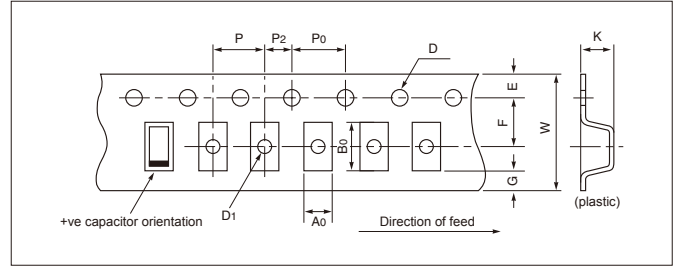 P P2 P0 D K
E
F
W
B0
G
D1
A0
+ve capacitor orientation
Direction of feed
(plastic)